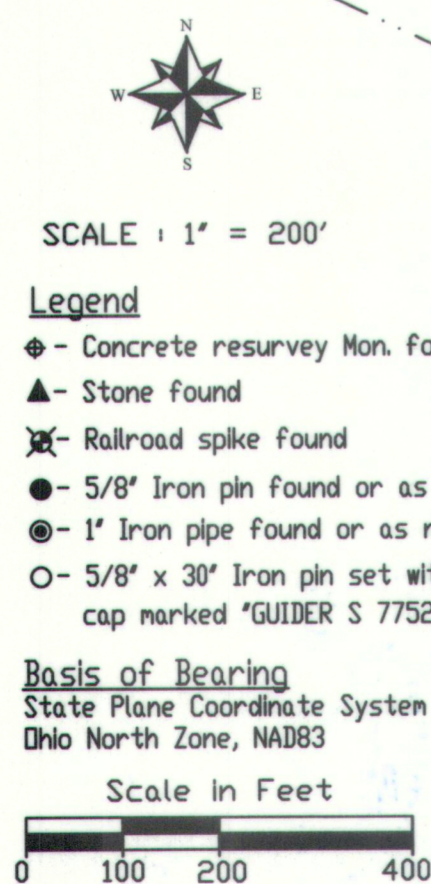 N
W E
S
SCALE : 1" = 200'
Legend
- Concrete resurvey Mon. fo
- Stone found
- Railroad spike found
- 5/8" Iron pin found or as
- 1" Iron pipe found or as
- 5/8" x 30" Iron pin set wit
cap marked "GUIDER S 7752
Basis of Bearing
State Plane Coordinate System
Ohio North Zone, NAD83
Scale in Feet
0 100 200 400